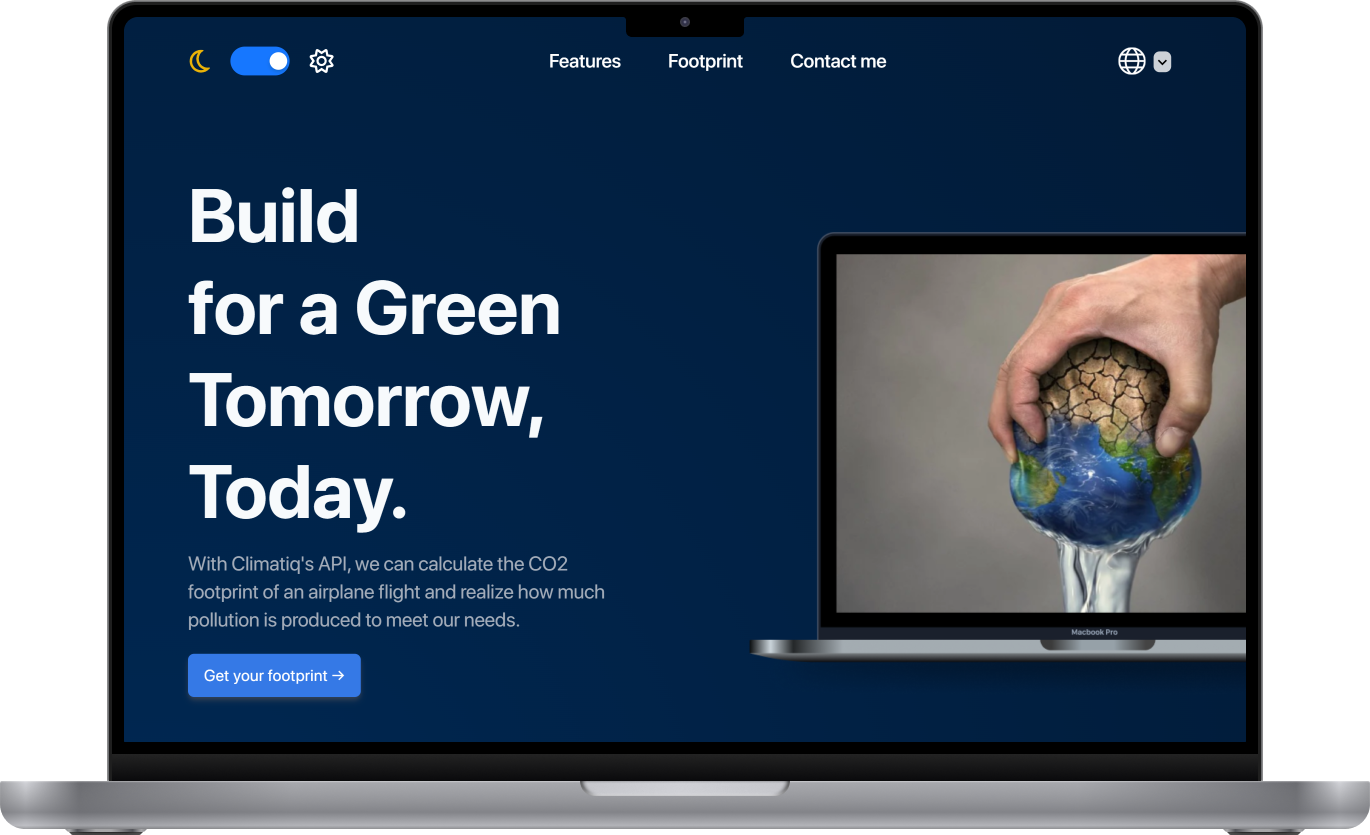 Features
Footprint
Contact me
Build
for a Green
Tomorrow,
Today.
With Climatiq's API, we can calculate the CO2
footprint of an airplane flight and realize how much
pollution is produced to meet our needs.
Get your footprint →
Macbook Pro